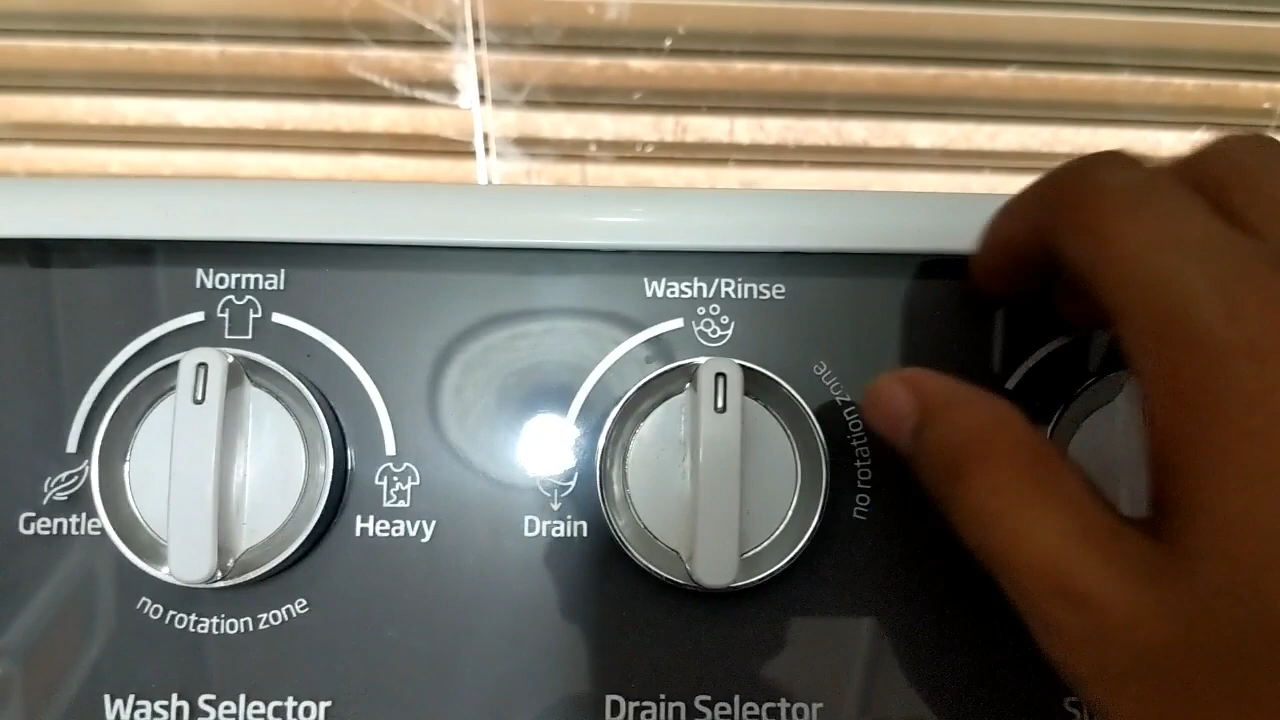 Normal
Gentle
Heavy
no rotation zone
Wash Selector
Wash/Rinse
Drain
no rotation zone
Drain Selector